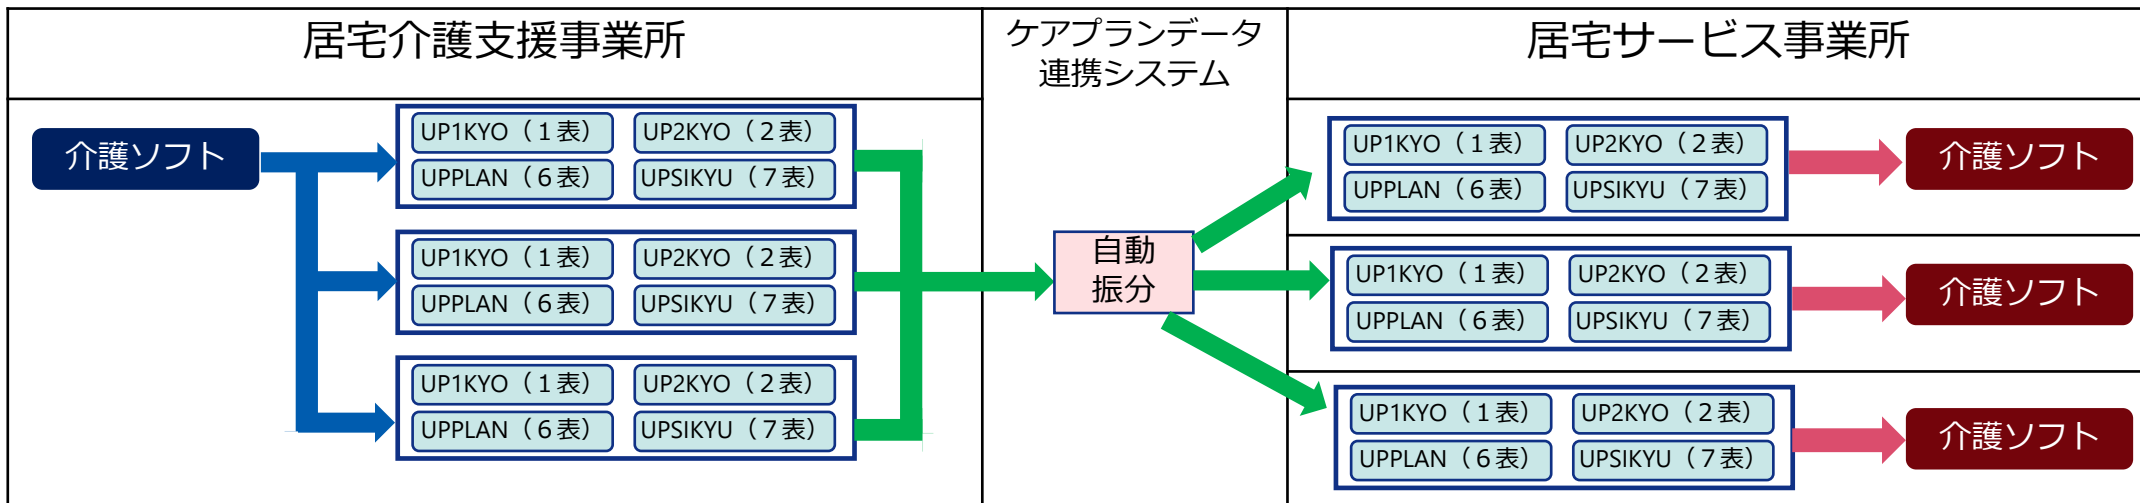 居宅介護支援事業所
ケアプランデータ
連携システム
居宅サービス事業所
介護ソフト
UP1KYO（１表）
UP2KYO（２表）
UPPLAN（６表）
UPSIKYU（７表）
UP1KYO（１表）
UP2KYO（２表）
UPPLAN（６表）
UPSIKYU（７表）
UP1KYO（１表）
UP2KYO（２表）
UPPLAN（６表）
UPSIKYU（７表）
自動
振分
UP1KYO（１表）
UP2KYO（２表）
UPPLAN（６表）
UPSIKYU（７表）
介護ソフト
UP1KYO（１表）
UP2KYO（２表）
UPPLAN（６表）
UPSIKYU（７表）
介護ソフト
UP1KYO（１表）
UP2KYO（２表）
UPPLAN（６表）
UPSIKYU（７表）
介護ソフト